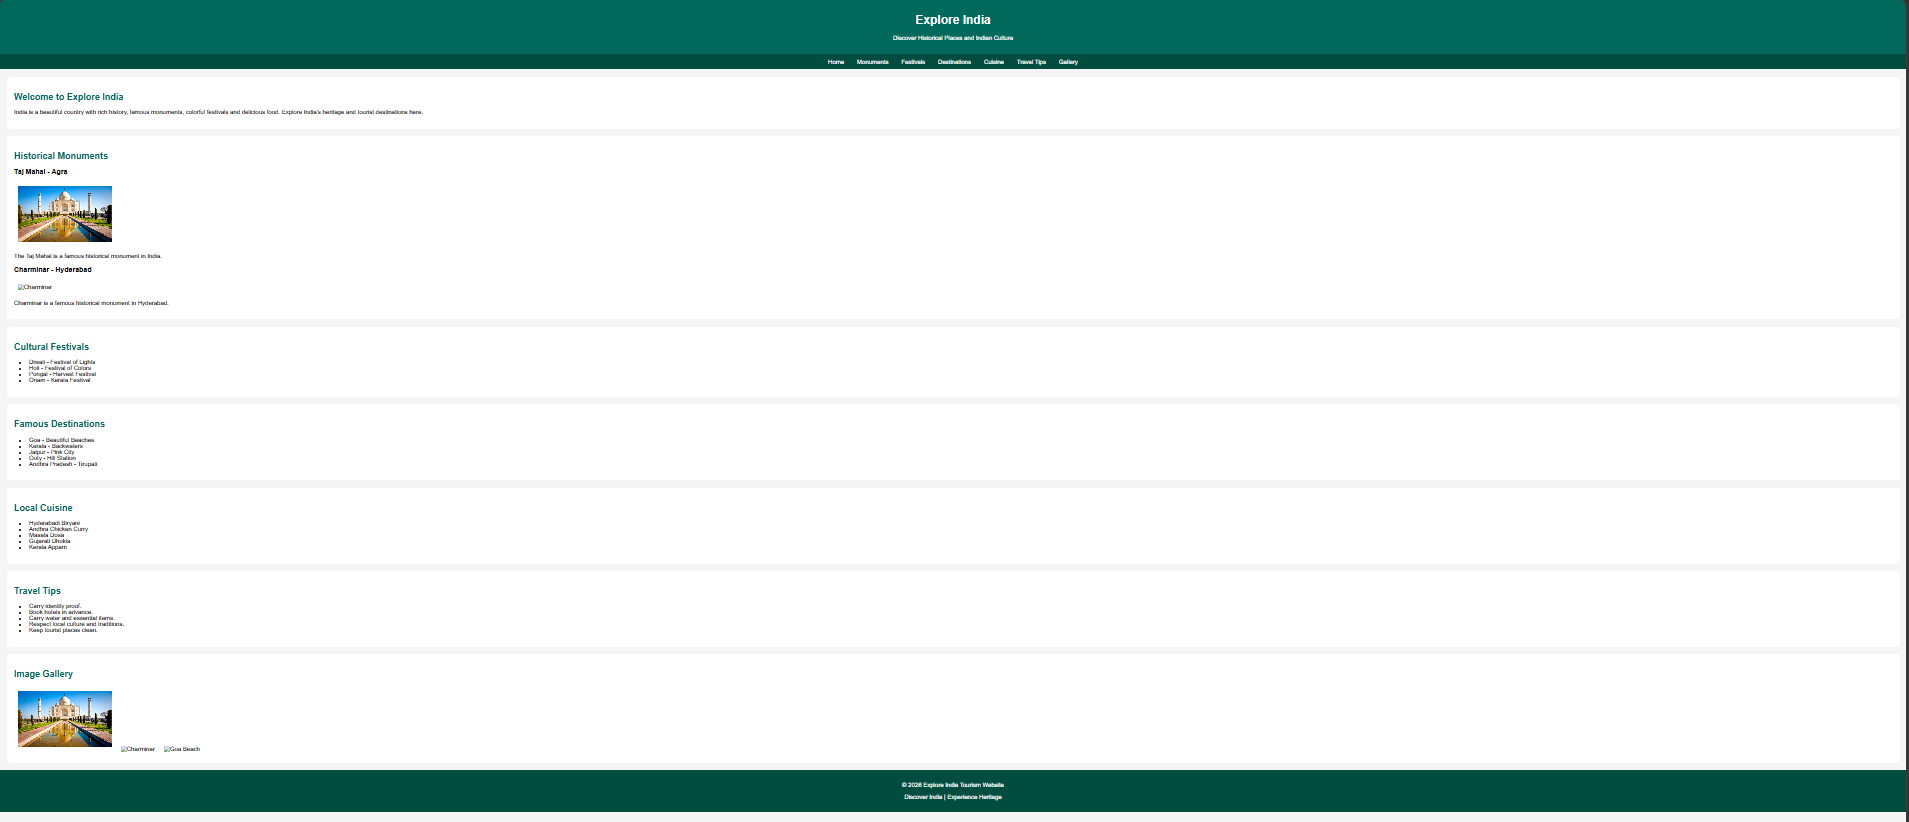 Explore India
Discover Historical Places and Indian Culture
Home Monuments Festivals Destinations Cuisine Travel Tips Gallery
Welcome to Explore India
India is a beautiful country with rich history, famous monuments, colorful festivals and delicious food. Explore India's heritage and tourist destinations here.
Historical Monuments
Taj Mahal - Agra
The Taj Mahal is a famous historical monument in India.
Charminar - Hyderabad
Charminar
Charminar is a famous historical monument in Hyderabad.
Cultural Festivals
Diwali - Festival of Lights
Holi - Festival of Colors
Pongal - Harvest Festival
Onam - Kerala Festival
Famous Destinations
Goa - Beautiful Beaches
Kerala - Backwaters
Jaipur - Pink City
Ooty - Hill Station
Andhra Pradesh - Tirupati
Local Cuisine
Hyderabadi Biryani
Andhra Chicken Curry
Masala Dosa
Gujarati Dhokla
Kerala Appam
Travel Tips
Carry identity proof.
Book hotels in advance.
Carry water and essential items.
Respect local culture and traditions.
Keep tourist places clean.
Image Gallery
Charminar Goa Beach
© 2026 Explore India Tourism Website
Discover India | Experience Heritage